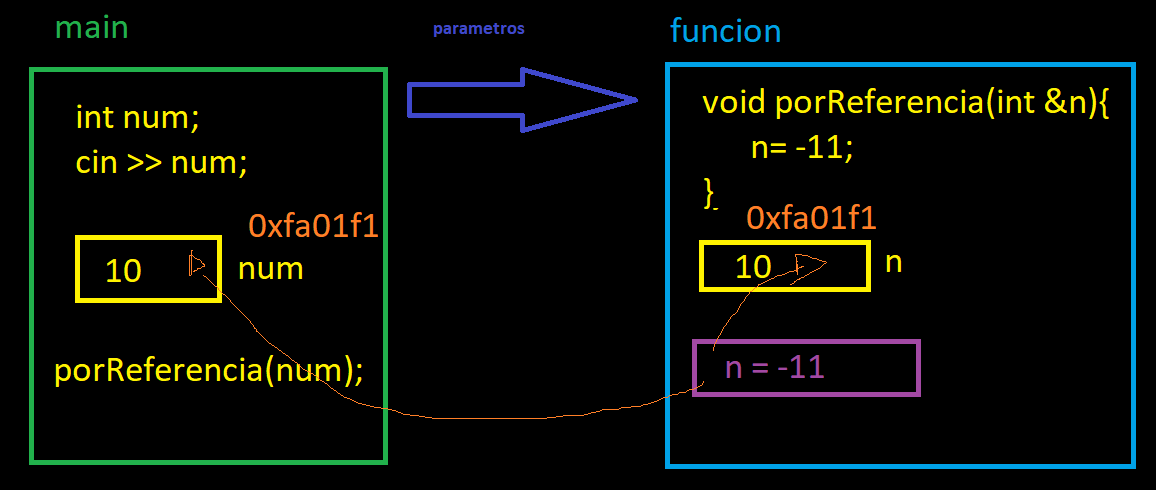 main
parametros
funcion
int num;
cin >> num;
0xfa01f1
10
num
porReferencia(num);
void porReferencia(int &n){
n= -11;
}
0xfa01f1
10
n
n = -11